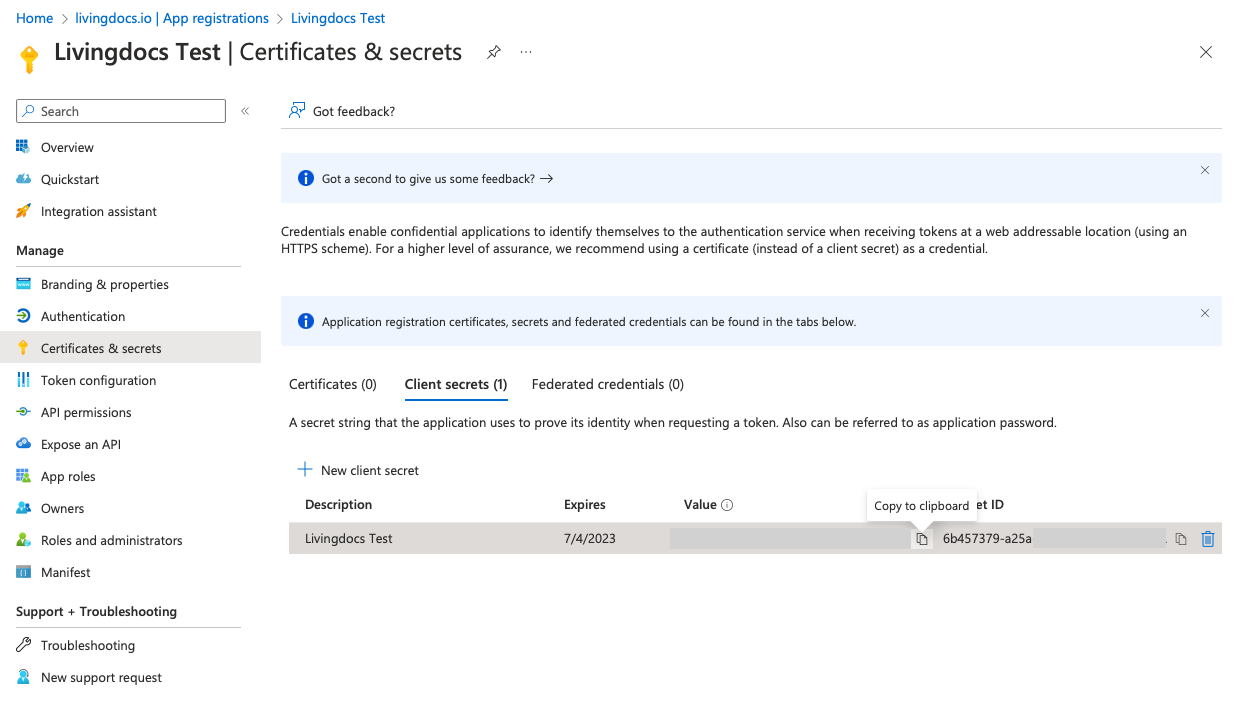 Home > livingdocs.io | App registrations > Livingdocs Test
Livingdocs Test | Certificates & secrets
Search
Got feedback?
Overview
Quickstart
Integration assistant
Manage
Branding & properties
Authentication
Certificates & secrets
Token configuration
API permissions
Expose an API
App roles
Owners
Roles and administrators
Manifest
Support + Troubleshooting
Troubleshooting
New support request
Got a second to give us some feedback?
Credentials enable confidential applications to identify themselves to the authentication service when receiving tokens at a web addressable location (using an
HTTPS scheme). For a higher level of assurance, we recommend using a certificate (instead of a client secret) as a credential.
Application registration certificates, secrets and federated credentials can be found in the tabs below.
Certificates (0) Client secrets (1) Federated credentials (0)
A secret string that the application uses to prove its identity when requesting a token. Also can be referred to as application password.
New client secret
Copy to clipboard
Description Expires Value et ID
Livingdocs Test 7/4/2023 6b457379-a25a